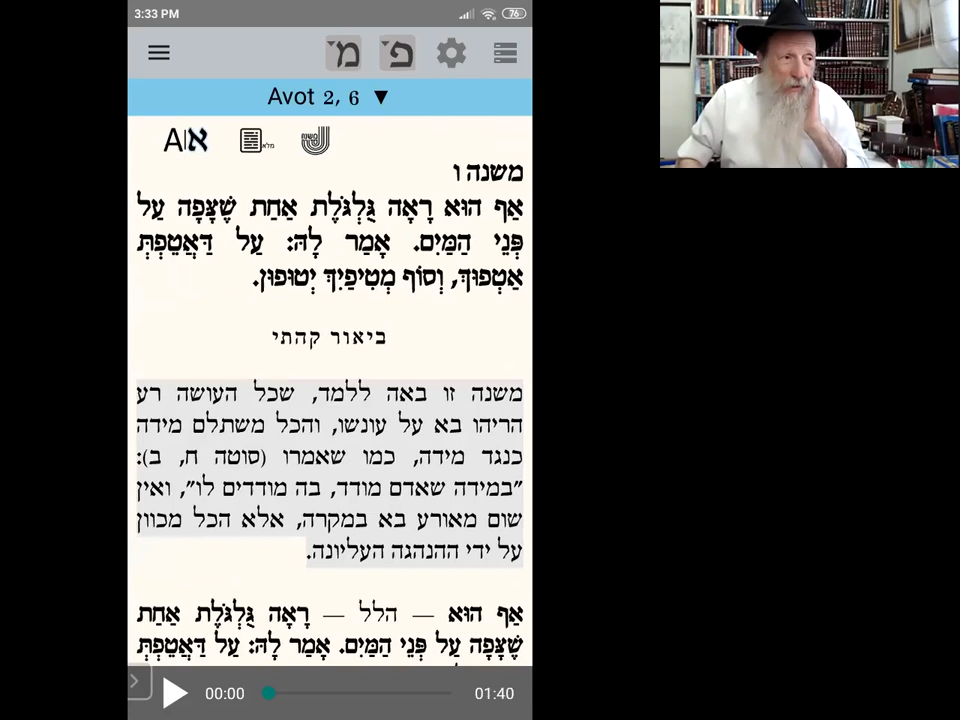 3:33 PM
76
מ׳
פ׳
Avot 2, 6 ▼
A|א
מלא
משנה
משנה ו
אַף הוּא רָאָה גֻּלְגֹּלֶת אַחַת שֶׁצָּפָה עַל
פְּנֵי הַמַּיִם. אָמַר לָהּ: עַל דַּאֲטֵפְתְּ
אַטְפוּךְ, וְסוֹף מְטִיפַיִךְ יְטוּפוּן.
ביאור קהתי
משנה זו באה ללמד, שכל העושה רע
הריהו בא על עונשו, והכל משתלם מידה
כנגד מידה, כמו שאמרו (סוטה ח, ב):
"במידה שאדם מודד, בה מודדים לו", ואין
שום מאורע בא במקרה, אלא הכל מכוון
על ידי ההנהגה העליונה.
אַף הוּא — הלל — רָאָה גֻּלְגֹּלֶת אַחַת
שֶׁצָּפָה עַל פְּנֵי הַמַּיִם. אָמַר לָהּ: עַל דַּאֲטֵפְתְּ
00:00
01:40